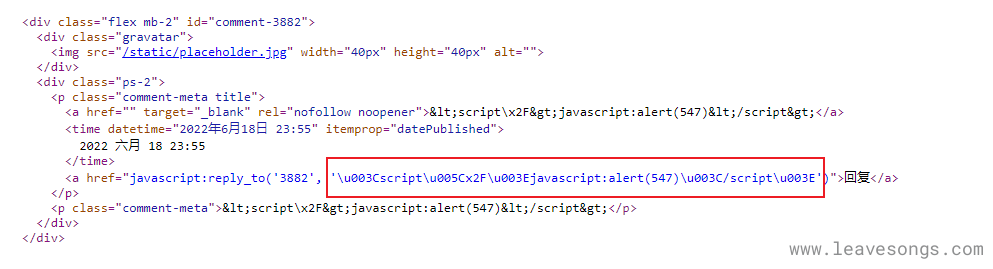 <div class="flex mb-2" id="comment-3882">
<div class="gravatar">
<img src="/static/placeholder.jpg" width="40px" height="40px" alt="">
</div>
<div class="ps-2">
<p class="comment-meta title">
<a href="" target="_blank" rel="nofollow noopener">&lt;script\x2F&gt;javascript:alert(547)&lt;/script&gt;</a>
<time datetime="2022年6月18日 23:55" itemprop="datePublished">
2022 六月 18 23:55
</time>
<a href="javascript:reply_to('3882', '\u003Cscript\u005Cx2F\u003Ejavascript:alert(547)\u003C/script\u003E')">回复</a>
</p>
<p class="comment-meta">&lt;script\x2F&gt;javascript:alert(547)&lt;/script&gt;</p>
</div>
</div>
www.leavesongs.com